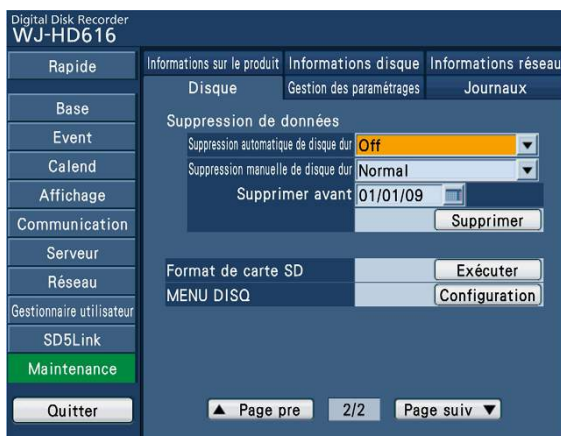 Digital Disk Recorder
WJ-HD616
Rapide
Base
Event
Calend
Affichage
Communication
Serveur
Réseau
Gestionnaire utilisateur
SD5Link
Maintenance
Quitter
Informations sur le produit Informations disque Informations réseau
Disque Gestion des paramétrages Journaux
Suppression de données
Suppression automatique de disque dur Off
Suppression manuelle de disque dur Normal
Supprimer avant 01/01/09
Supprimer
Format de carte SD Exécuter
MENU DISQ Configuration
▲ Page pre 2/2 Page suiv ▼